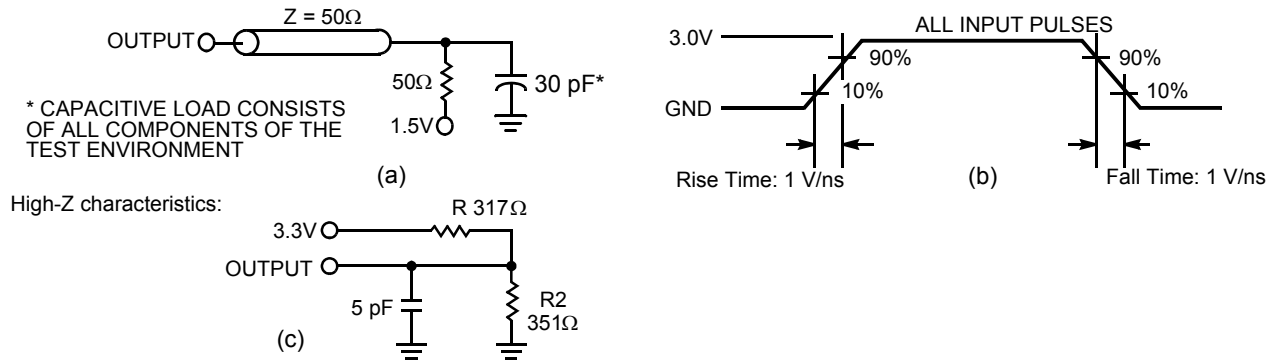 Z = 50Ω
OUTPUT
50Ω
30 pF*
1.5V
* CAPACITIVE LOAD CONSISTS
OF ALL COMPONENTS OF THE
TEST ENVIRONMENT
(a)
ALL INPUT PULSES
3.0V
90%
90%
10%
10%
GND
Rise Time: 1 V/ns
(b)
Fall Time: 1 V/ns
High-Z characteristics:
R 317Ω
3.3V
OUTPUT
5 pF
R2
351Ω
(c)